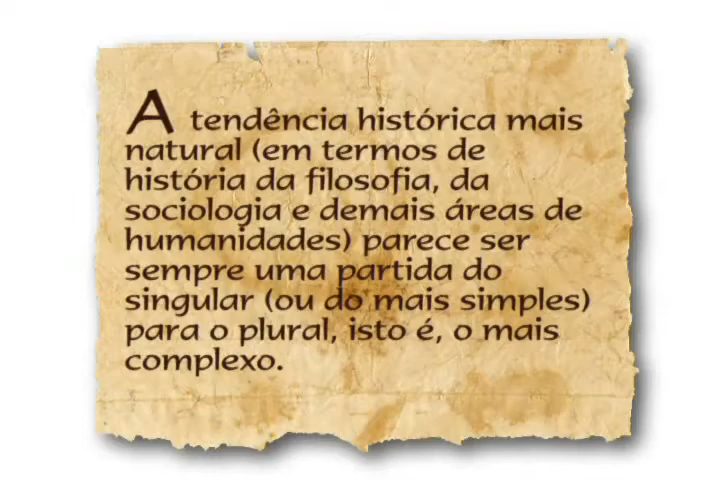 A tendência histórica mais
natural (em termos de
história da filosofia, da
sociologia e demais áreas de
humanidades) parece ser
sempre uma partida do
singular (ou do mais simples)
para o plural, isto é, o mais
complexo.